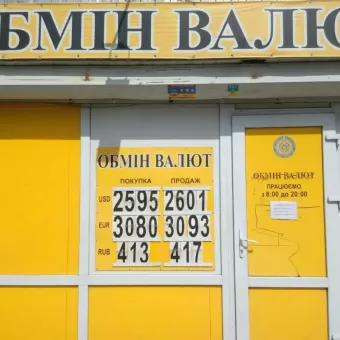 ОБМІН ВАЛЮ
ОБМІН ВАЛЮТ
ПОКУПКА ПРОДАЖ
USD 2595 2601
EUR 3080 3093
RUB 413 417
ОБМІН ВАЛЮТ
ПРАЦЮЄМО
з 8:00 до 20:00